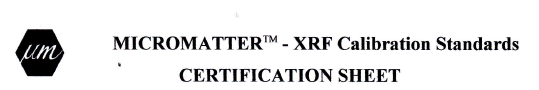 µm
MICROMATTER™ - XRF Calibration Standards
CERTIFICATION SHEET